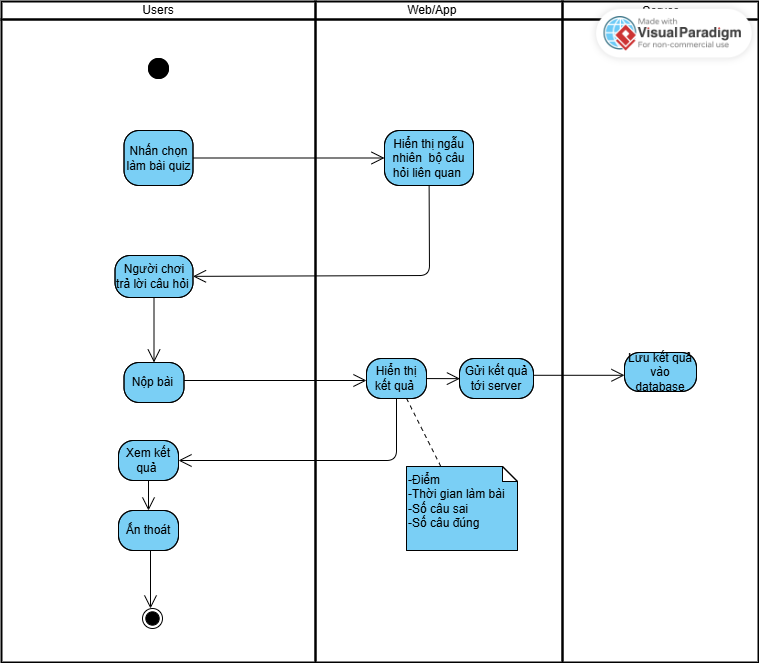 Users
Web/App
Made with
VisualParadigm
For non-commercial use
Nhấn chọn
làm bài quiz
Hiển thị ngẫu
nhiên bộ câu
hỏi liên quan
Người chơi
trả lời câu hỏi
Nộp bài
Hiển thị
kết quả
Gửi kết quả
tới server
Lưu kết quả
vào
database
Xem kết
quả
-Điểm
-Thời gian làm bài
-Số câu sai
-Số câu đúng
Ấn thoát